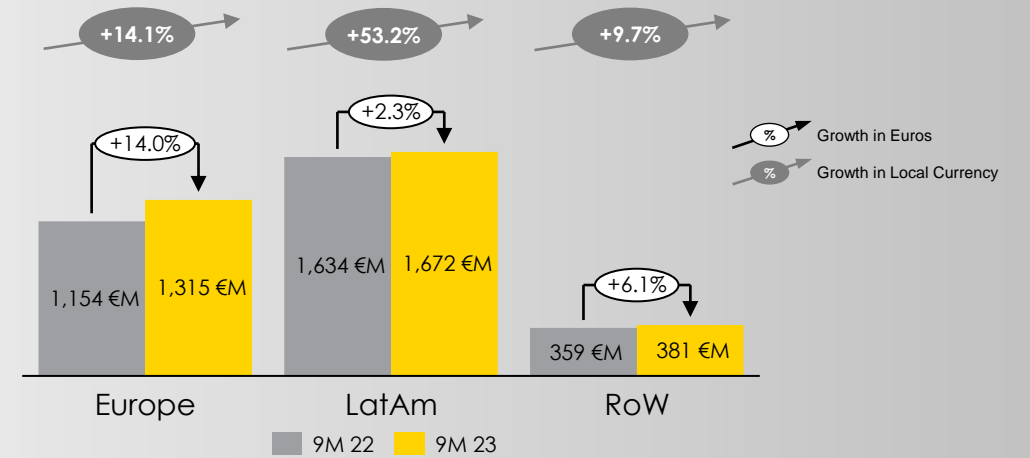 +14.1%
+53.2%
+9.7%
+14.0%
+2.3%
+6.1%
% Growth in Euros
% Growth in Local Currency
1,154 €M
1,315 €M
1,634 €M
1,672 €M
359 €M
381 €M
Europe
LatAm
RoW
9M 22
9M 23